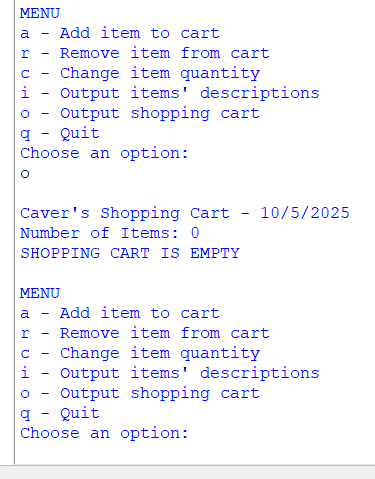 MENU
a - Add item to cart
r - Remove item from cart
c - Change item quantity
i - Output items' descriptions
o - Output shopping cart
q - Quit
Choose an option:
o

Caver's Shopping Cart - 10/5/2025
Number of Items: 0
SHOPPING CART IS EMPTY

MENU
a - Add item to cart
r - Remove item from cart
c - Change item quantity
i - Output items' descriptions
o - Output shopping cart
q - Quit
Choose an option: